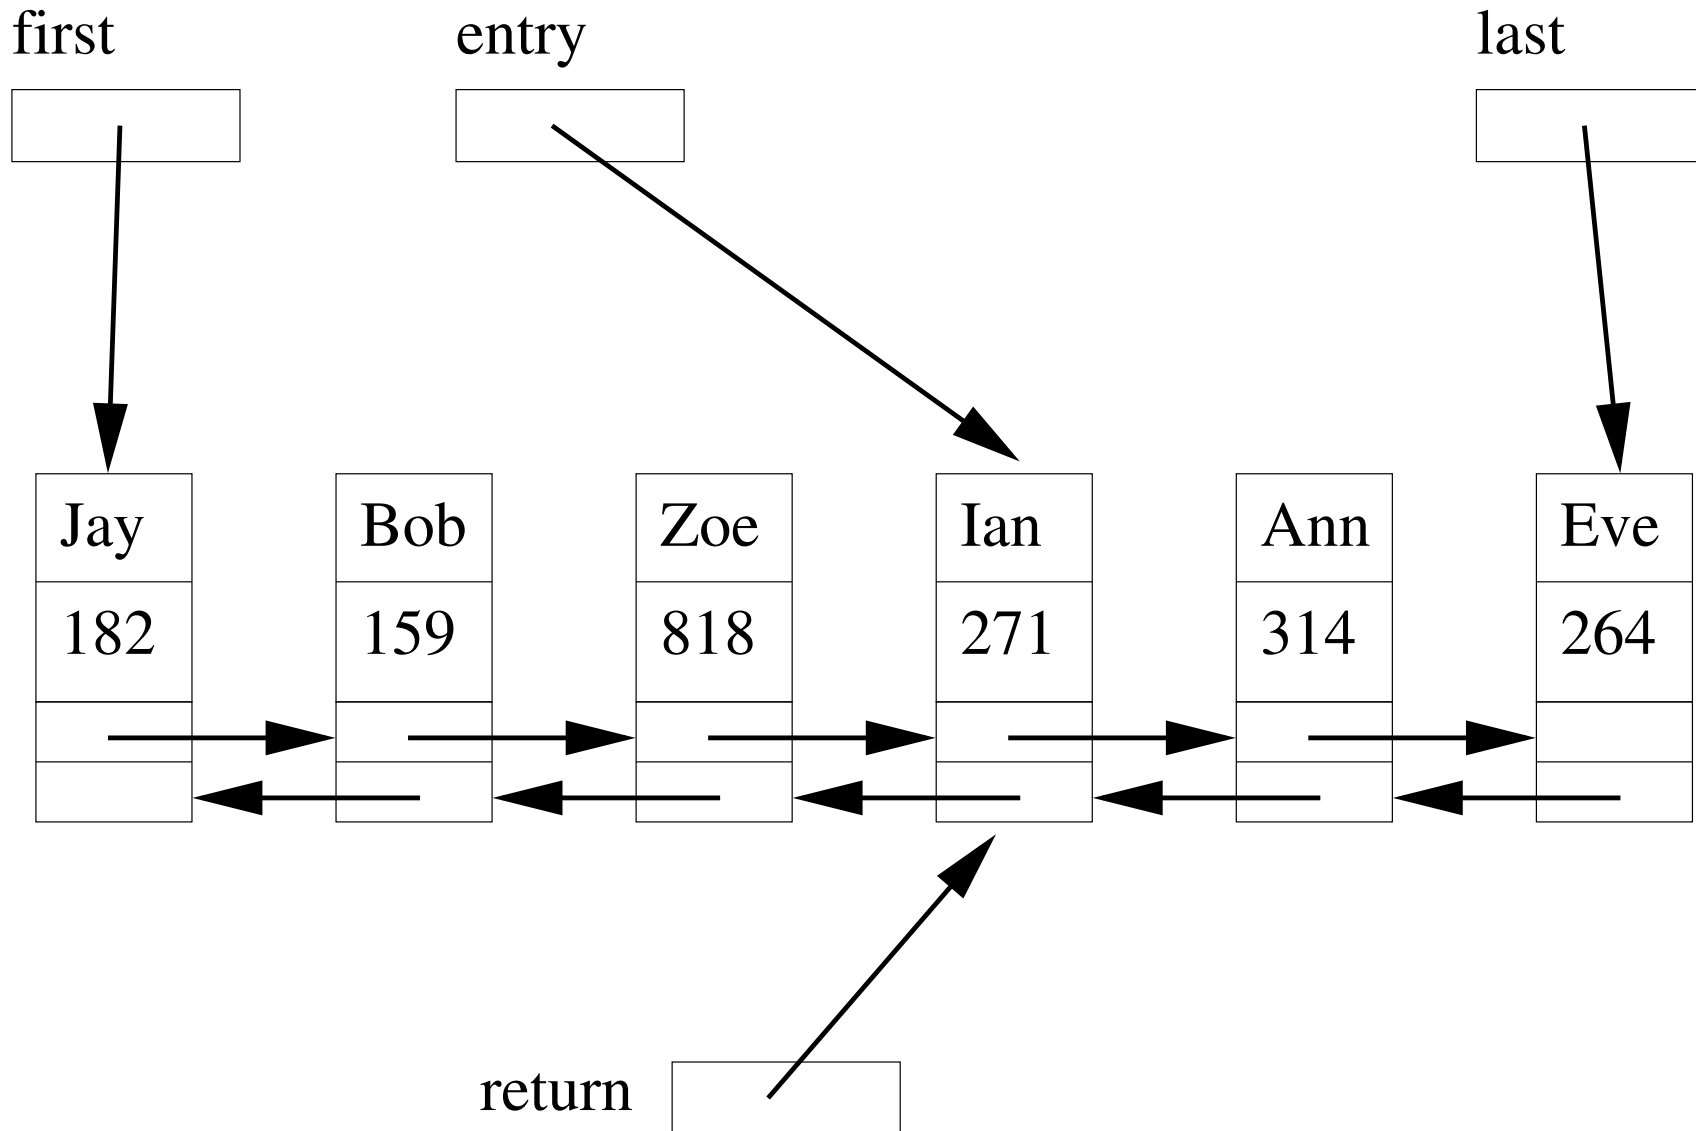 first entry last
Jay Bob Zoe Ian Ann Eve
182 159 818 271 314 264
return